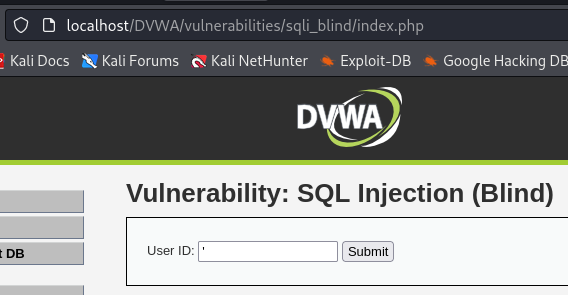 localhost/DVWA/vulnerabilities/sqli_blind/index.php
Kali Docs Kali Forums Kali NetHunter Exploit-DB Google Hacking DB
DVWA
Vulnerability: SQL Injection (Blind)
t DB
User ID: ' Submit